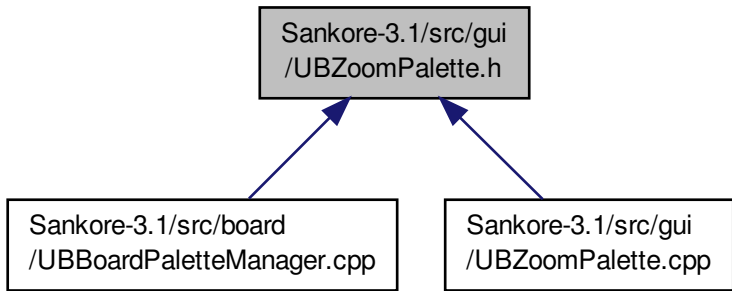 Sankore-3.1/src/gui
/UBZoomPalette.h
Sankore-3.1/src/board
/UBBoardPaletteManager.cpp
Sankore-3.1/src/gui
/UBZoomPalette.cpp